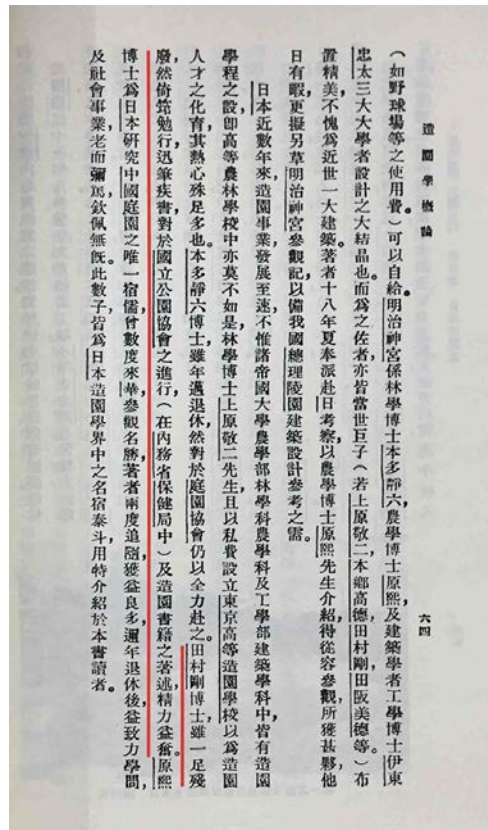 造園學概論
六四
（如野球場等之使用費）可以自給。明治神宮係林學博士本多靜六，農學博士原熙及建築學者工學博士伊東
忠太三大大學者設計之大結晶也。而爲之佐者，亦皆當世巨子（若上原敬二，本鄉高德，田村剛，田阪美德等。）布
置精美，不愧爲近世一大建築。著者十八年夏奉派赴日考察，以農學博士原熙先生介紹，得從容參觀，所獲甚夥，他
日有暇，更擬另草明治神宮參觀記，以備我國總理陵園建築設計參考之需。
日本近數年來，造園事業，發展至速，不惟諸帝國大學農學部林學科農學科及工學部建築學科中，皆有造園
學程之設，卽高等農林學校中亦莫不如是。林學博士上原敬二先生且以私費設立東京高等造園學校，以爲造園
人才之化育，其熱心殊足多也。本多靜六博士，雖年邁退休，然對於庭園協會，仍以全力赴之。田村剛博士雖一足殘
廢，然倚筇勉行，迅筆疾書，對於國立公園協會之進行（在內務省保健局中）及造園書籍之著述，精力益奮。原熙
博士爲日本研究中國庭園之唯一宿儒，曾數度來華，參觀名勝，著者兩度追隨，獲益良多，邇年退休後，益致力學問，
及社會事業，老而彌篤，欽佩無旣。此數子皆爲日本造園學界中之名宿泰斗，用特介紹於本書讀者。